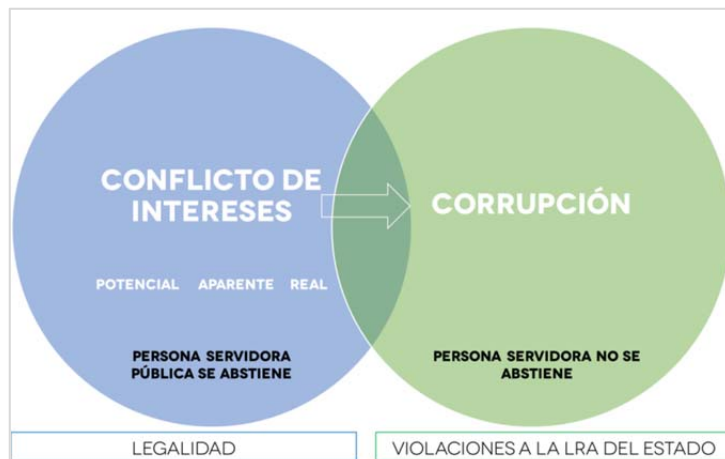 CONFLICTO DE
INTERESES
CORRUPCIÓN
POTENCIAL APARENTE REAL
PERSONA SERVIDORA
PÚBLICA SE ABSTIENE
PERSONA SERVIDORA NO SE
ABSTIENE
LEGALIDAD
VIOLACIONES A LA LRA DEL ESTADO